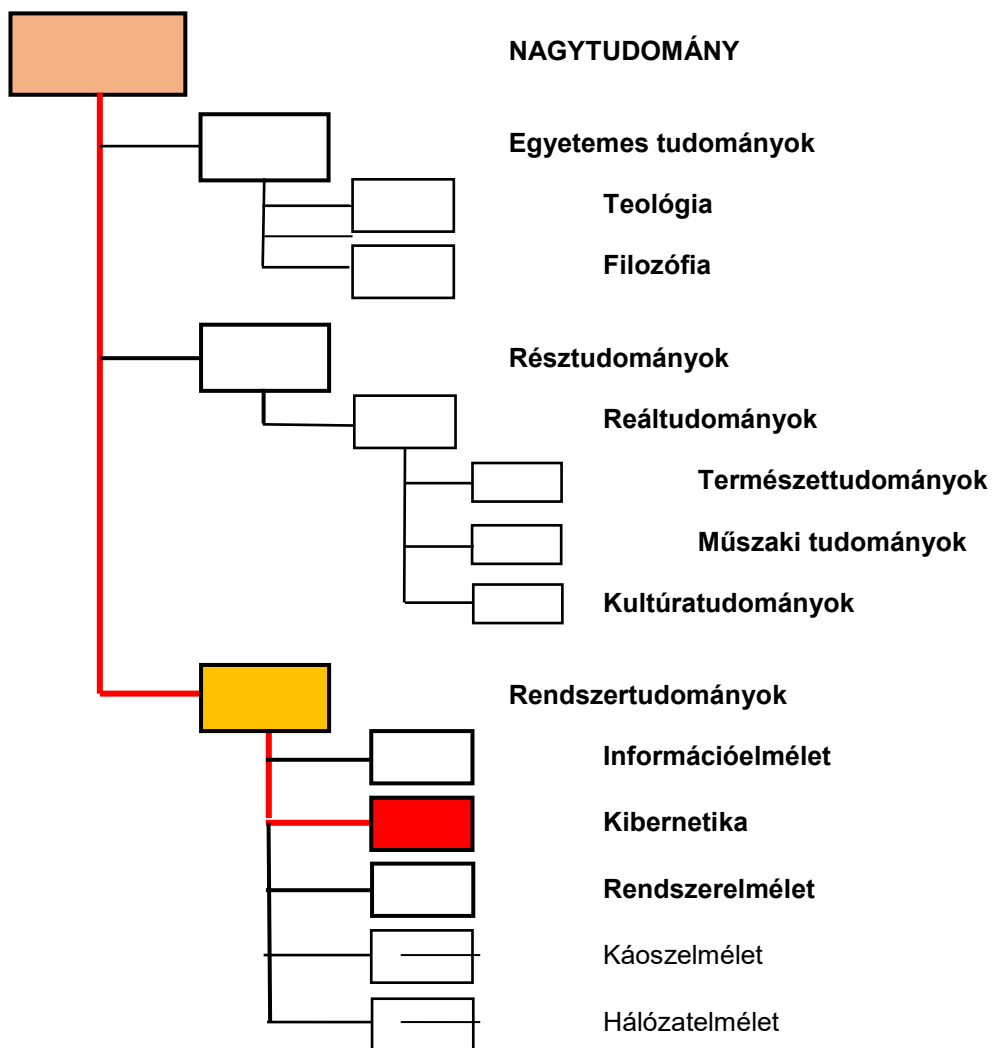 NAGYTUDOMÁNY
Egyetemes tudományok
Teológia
Filozófia
Résztudományok
Reáltudományok
Természettudományok
Műszaki tudományok
Kultúratudományok
Rendszertudományok
Információelmélet
Kibernetika
Rendszerelmélet
Káoszelmélet
Hálózatelmélet